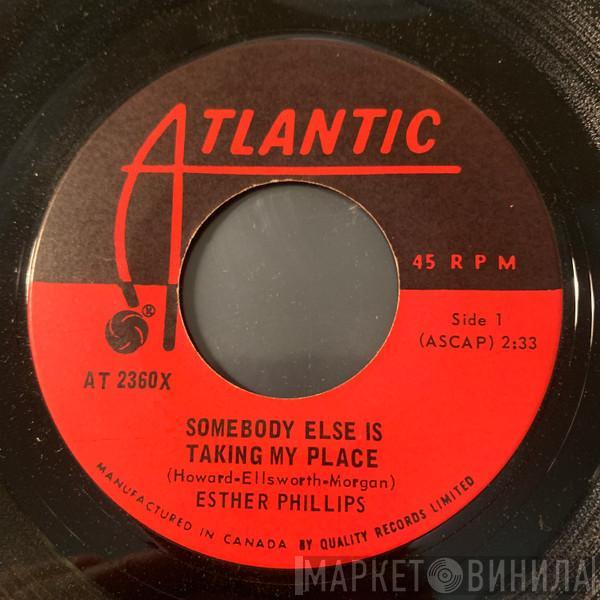 ATLANTIC
45 RPM
®
Side 1
(ASCAP) 2:33
AT 2360X
SOMEBODY ELSE IS
TAKING MY PLACE
(Howard-Ellsworth-Morgan)
ESTHER PHILLIPS
MANUFACTURED IN CANADA BY QUALITY RECORDS LIMITED
МАРКЕТ ВИНИЛА